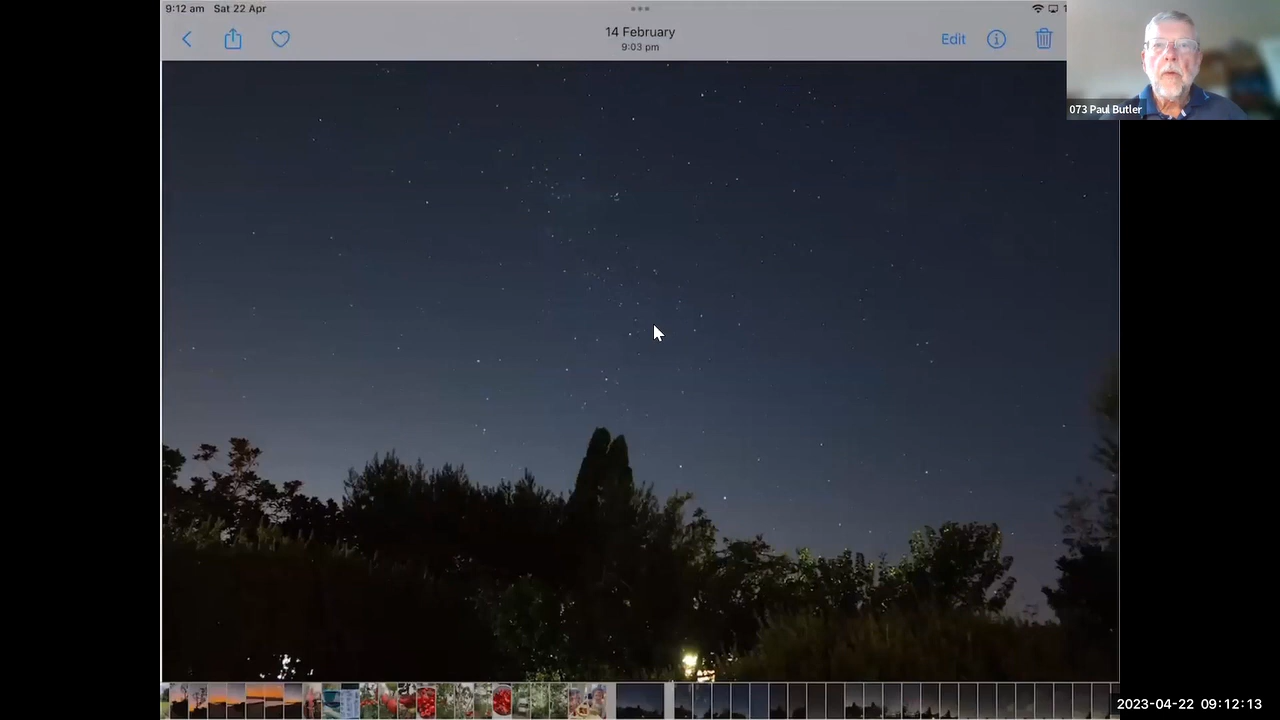 9:12 am Sat 22 Apr
14 February
9:03 pm
Edit
073 Paul Butler
2023-04-22 09:12:13